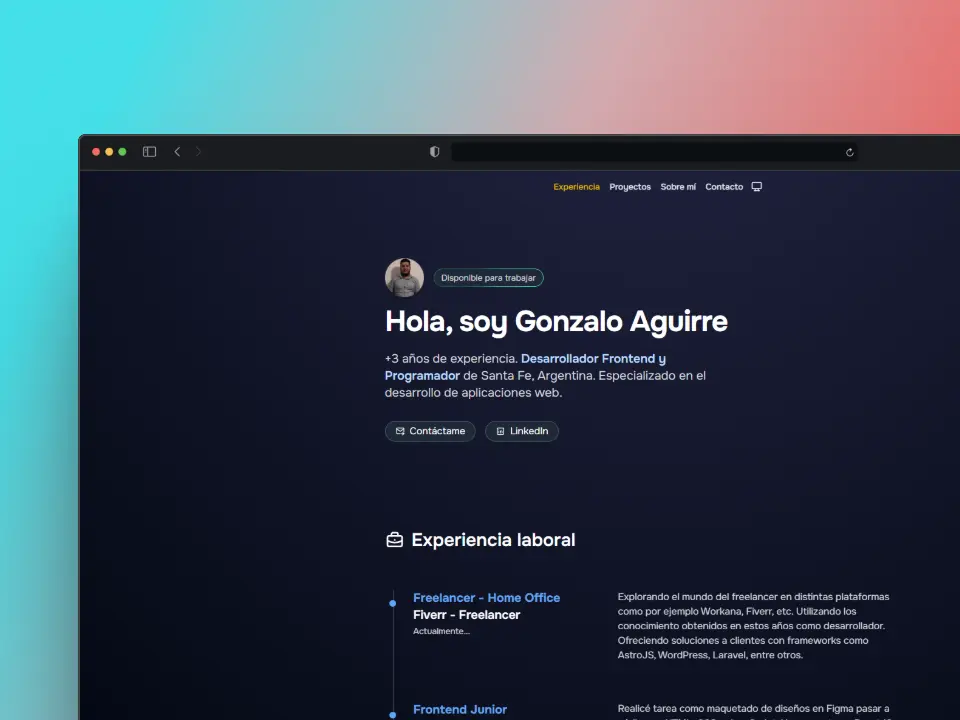 Experiencia Proyectos Sobre mí Contacto
Disponible para trabajar
Hola, soy Gonzalo Aguirre
+3 años de experiencia. Desarrollador Frontend y
Programador de Santa Fe, Argentina. Especializado en el
desarrollo de aplicaciones web.
Contáctame LinkedIn
Experiencia laboral
Freelancer - Home Office
Fiverr - Freelancer
Actualmente...
Explorando el mundo del freelancer en distintas plataformas
como por ejemplo Workana, Fiverr, etc. Utilizando los
conocimiento obtenidos en estos años como desarrollador.
Ofreciendo soluciones a clientes con frameworks como
AstroJS, WordPress, Laravel, entre otros.
Frontend Junior
Realicé tarea como maquetado de diseños en Figma pasar a